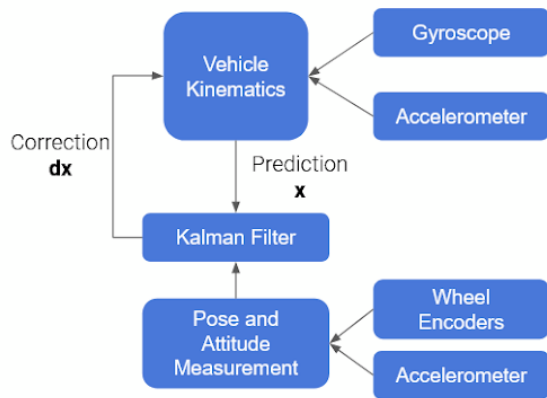 Vehicle
Kinematics
Gyroscope
Accelerometer
Correction
dx
Prediction
x
Kalman Filter
Pose and
Attitude
Measurement
Wheel
Encoders
Accelerometer